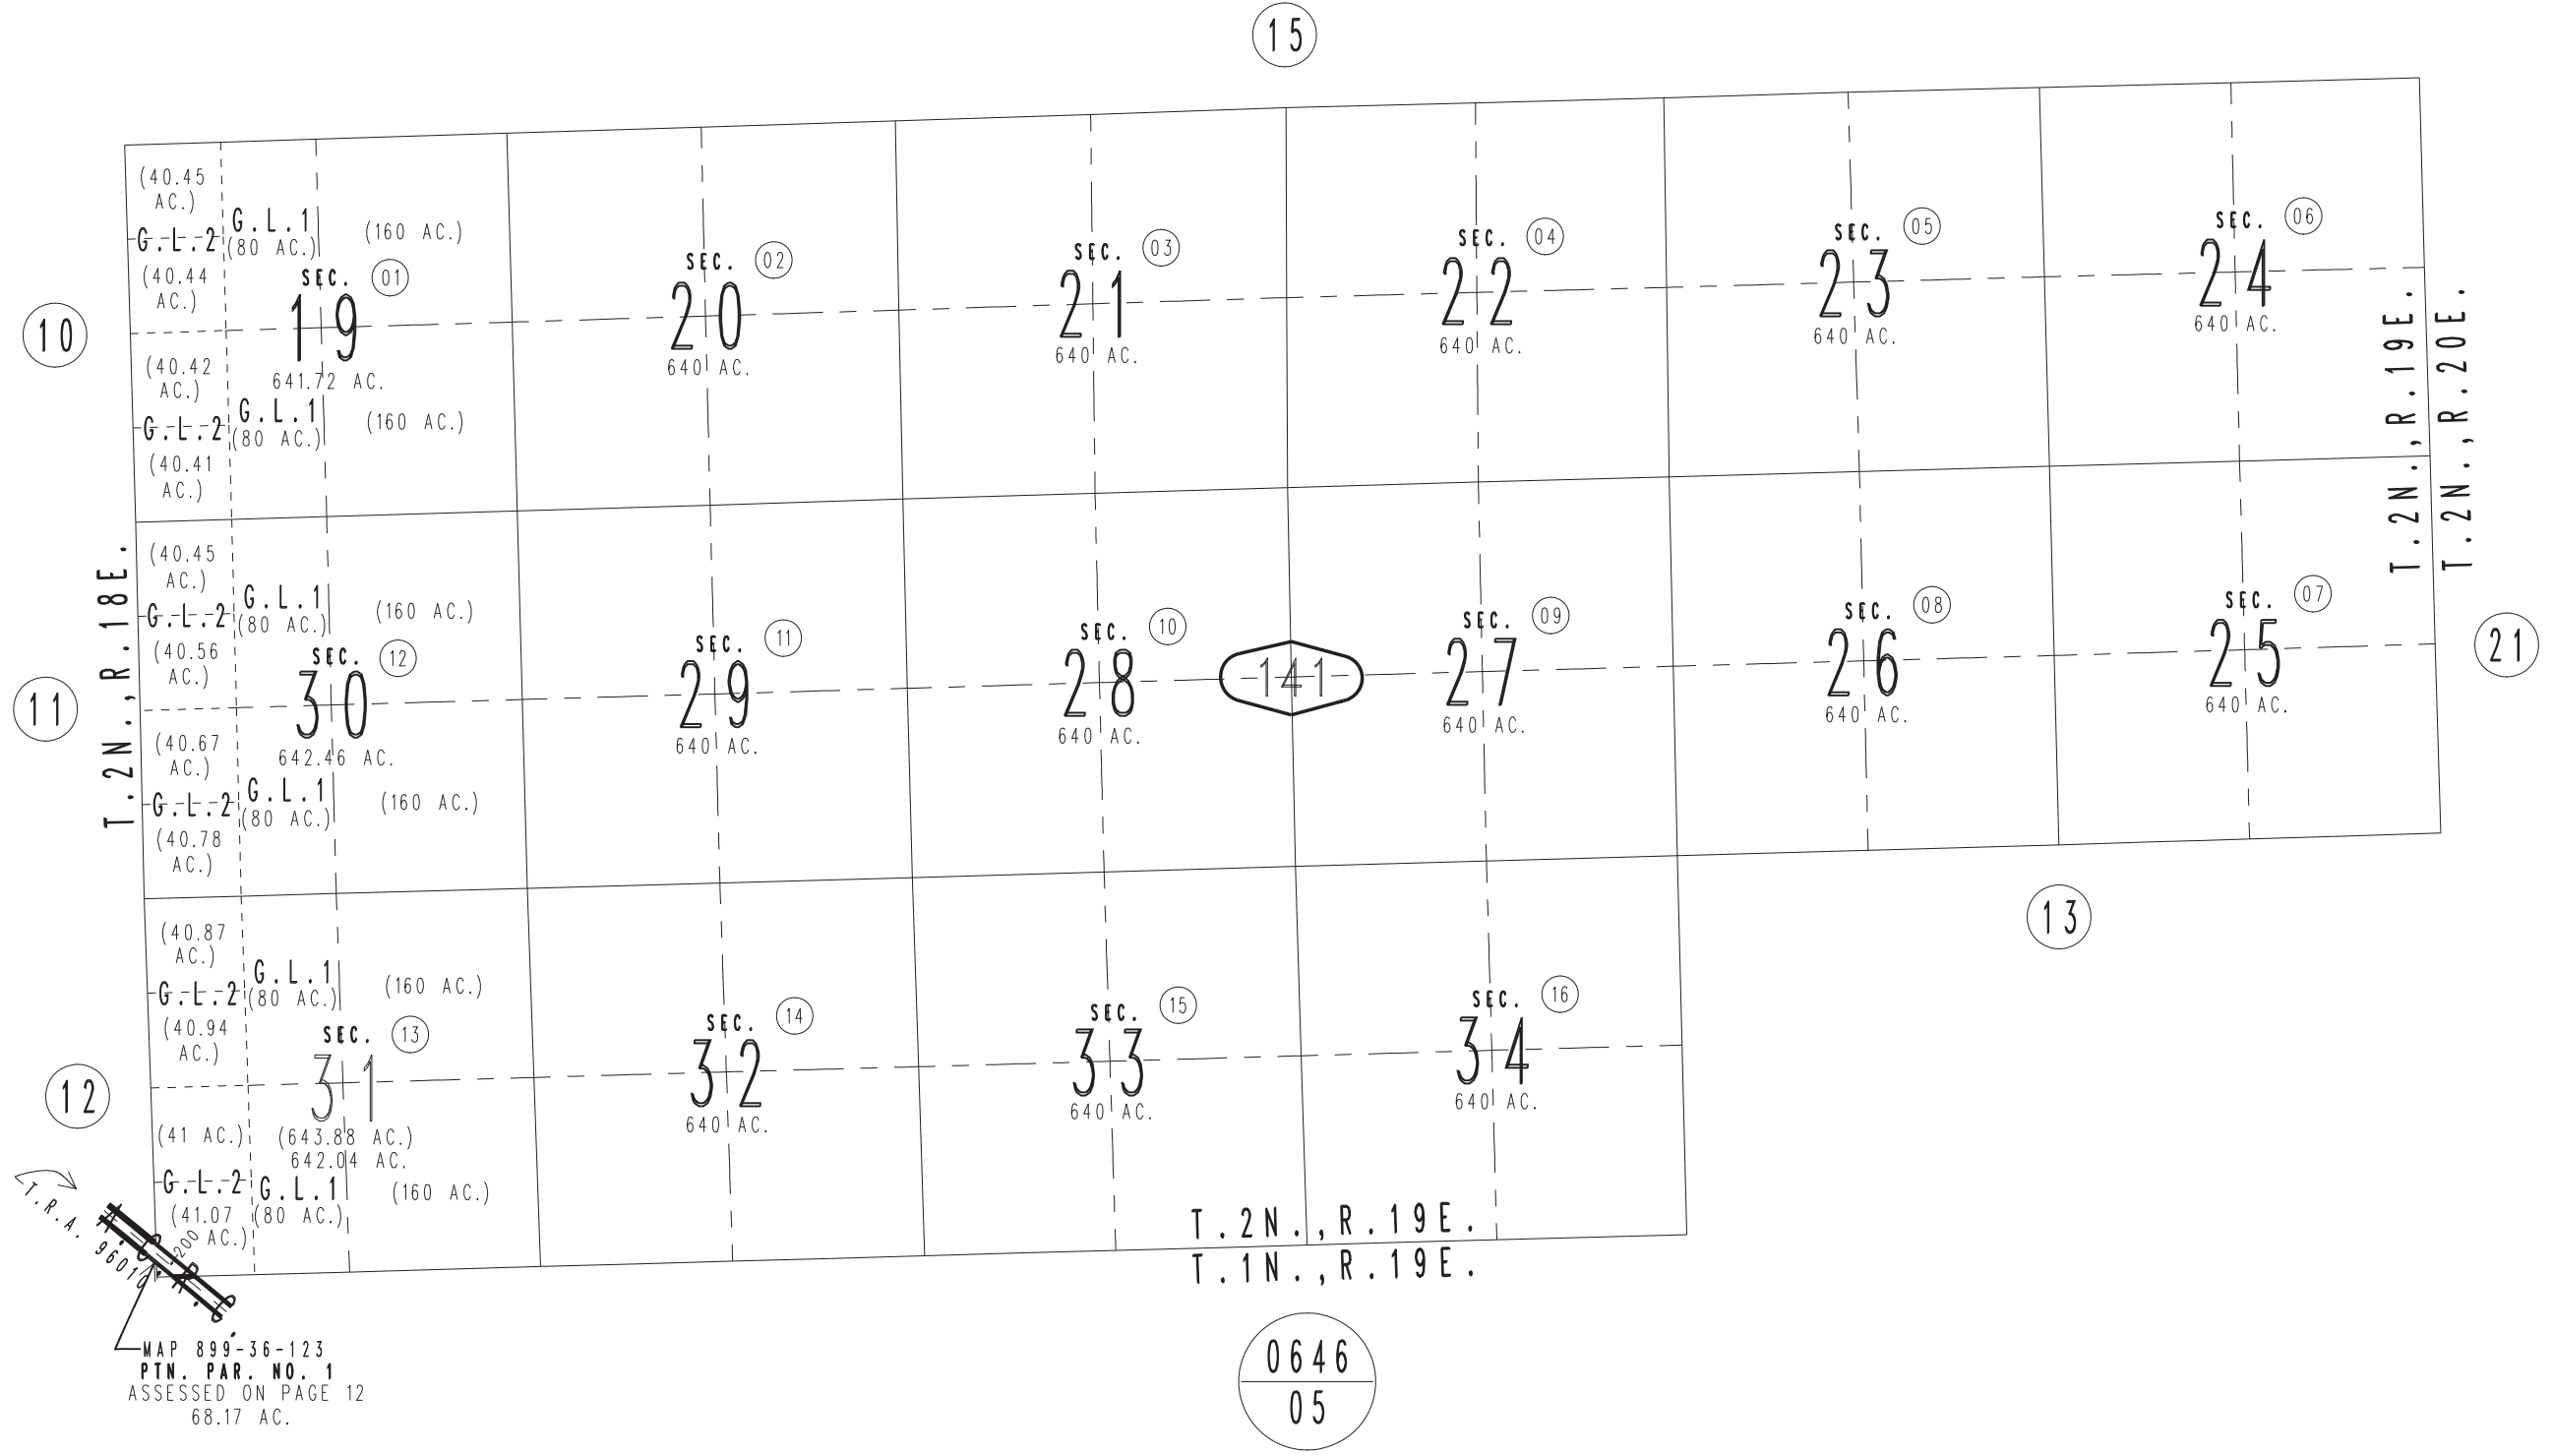 15
(40.45
AC.)
G.L.2
G.L.1
(80 AC.)
(160 AC.)
(40.44
AC.)
SEC. 01
19
641.72 AC.
(40.42
AC.)
G.L.2
G.L.1
(80 AC.)
(160 AC.)
(40.41
AC.)
10
SEC. 02
20
640 AC.
SEC. 03
21
640 AC.
SEC. 04
22
640 AC.
SEC. 05
23
640 AC.
SEC. 06
24
640 AC.
T.2N.,R.19E.
T.2N.,R.20E.
T.2N.,R.18E.
11
(40.45
AC.)
G.L.2
G.L.1
(80 AC.)
(160 AC.)
(40.56
AC.)
SEC. 12
30
642.46 AC.
(40.67
AC.)
G.L.2
G.L.1
(80 AC.)
(160 AC.)
(40.78
AC.)
SEC. 11
29
640 AC.
SEC. 10
28
640 AC.
141
SEC. 09
27
640 AC.
SEC. 08
26
640 AC.
SEC. 07
25
640 AC.
21
13
(40.87
AC.)
G.L.2
G.L.1
(80 AC.)
(160 AC.)
(40.94
AC.)
SEC. 13
31
(643.88 AC.)
642.04 AC.
12
(41 AC.)
G.L.2
G.L.1
(80 AC.)
(160 AC.)
(41.07
AC.)
SEC. 14
32
640 AC.
SEC. 15
33
640 AC.
SEC. 16
34
640 AC.
T.R.A. 96010
200
T.2N.,R.19E.
T.1N.,R.19E.
MAP 899-36-123
PTN. PAR. NO. 1
ASSESSED ON PAGE 12
68.17 AC.
0646
05